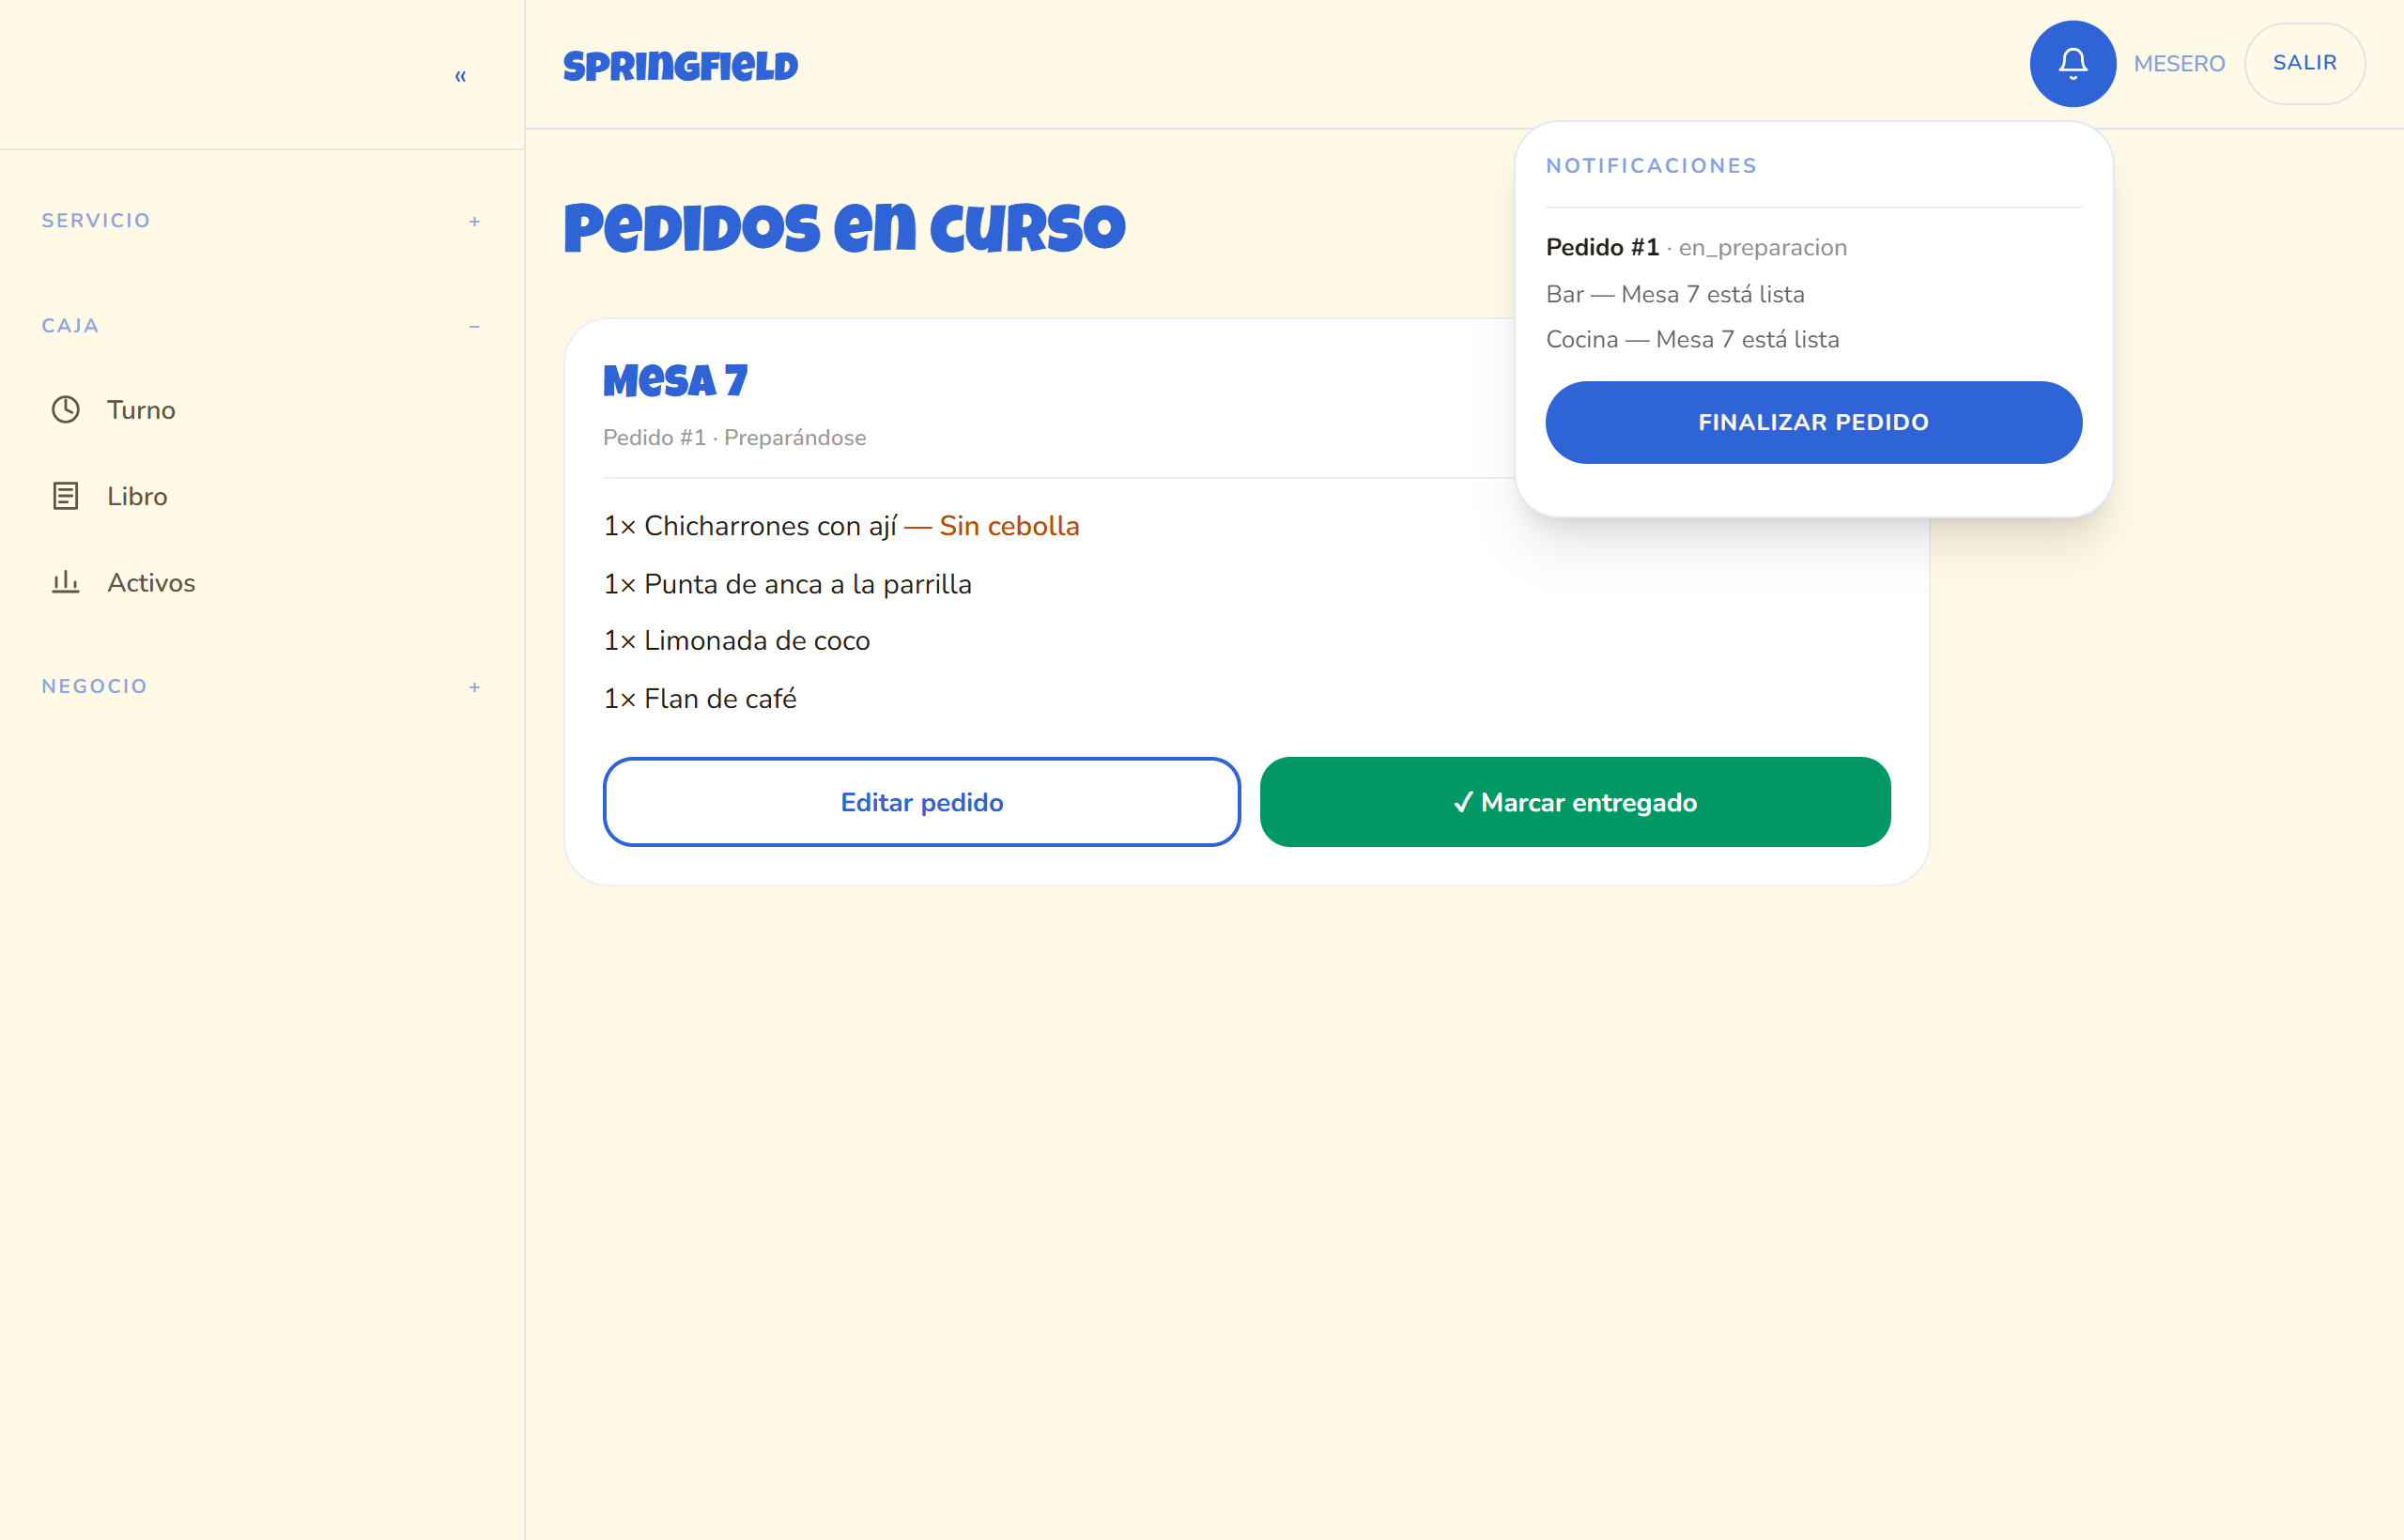 «
SERVICIO +
CAJA −
Turno
Libro
Activos
NEGOCIO +
SPRINGFIELD
MESERO
SALIR
Pedidos en curso
Mesa 7
Pedido #1 · Preparándose
1× Chicharrones con ají — Sin cebolla
1× Punta de anca a la parrilla
1× Limonada de coco
1× Flan de café
Editar pedido
✓ Marcar entregado
NOTIFICACIONES
Pedido #1 · en_preparacion
Bar — Mesa 7 está lista
Cocina — Mesa 7 está lista
FINALIZAR PEDIDO